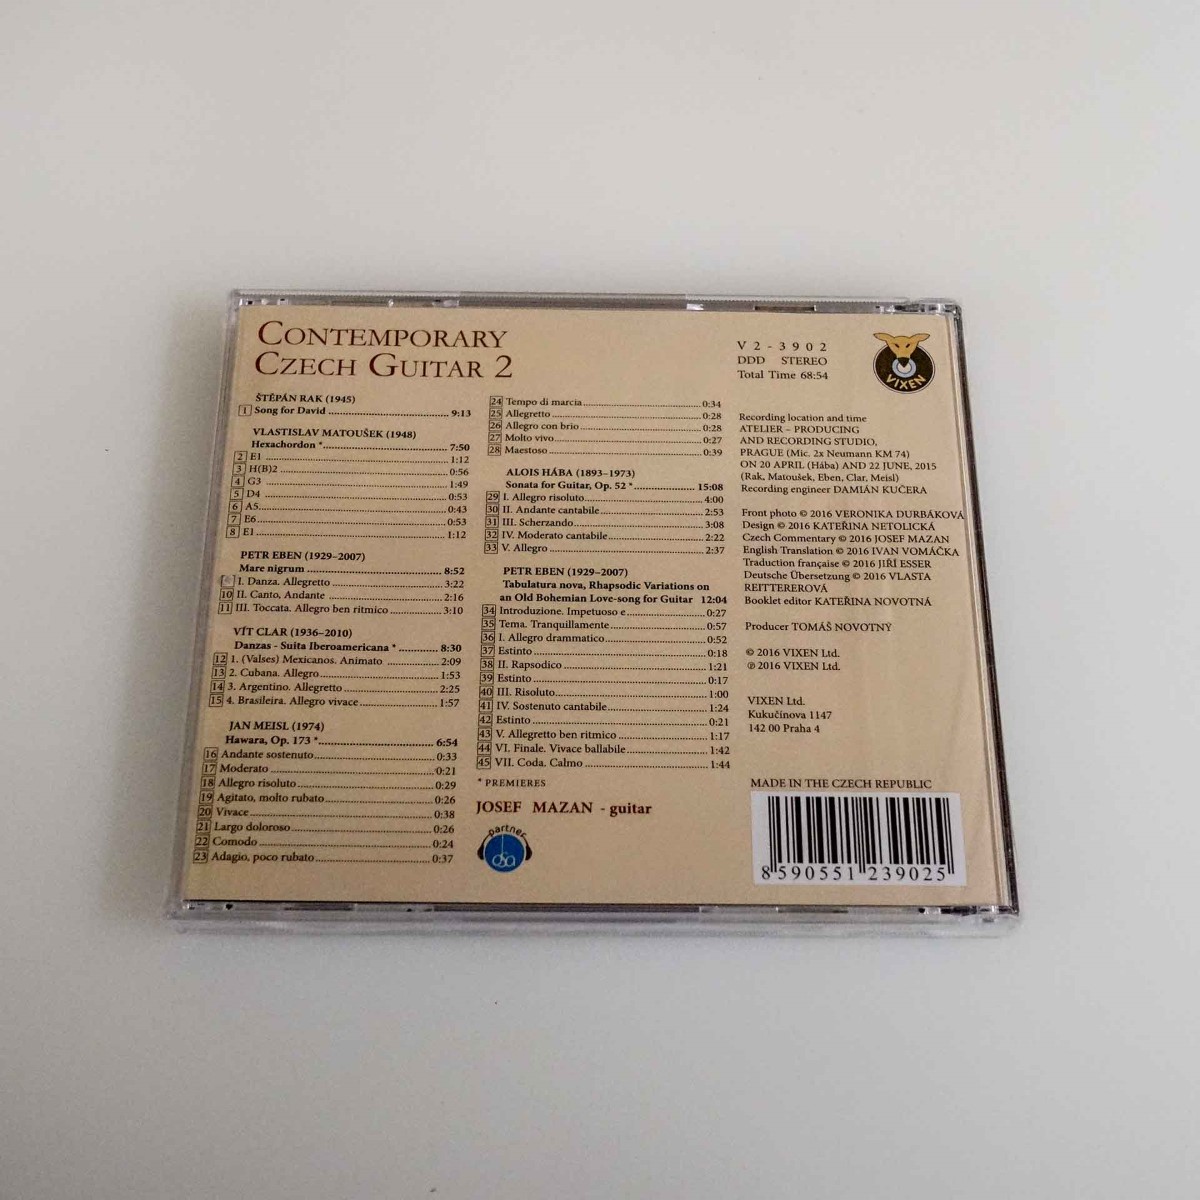 CONTEMPORARY
CZECH GUITAR 2
ŠTĚPÁN RAK (1945)
1 Song for David 9:13
VLASTISLAV MATOUŠEK (1948)
Hexachordon * 7:50
2 E1 1:12
3 H(B)2 0:56
4 G3 1:49
5 D4 0:53
6 A5 0:43
7 E6 0:53
8 E1 1:12
PETR EBEN (1929–2007)
Mare nigrum 8:52
I. Danza. Allegretto 3:22
10 II. Canto, Andante 2:16
11 III. Toccata. Allegro ben ritmico 3:10
VÍT CLAR (1936–2010)
Danzas - Suita Iberoamericana * 8:30
12 1. (Valses) Mexicanos. Animato 2:09
13 2. Cubana. Allegro 1:53
14 3. Argentino. Allegretto 2:25
15 4. Brasileira. Allegro vivace 1:57
JAN MEISL (1974)
Hawara, Op. 173 * 6:54
16 Andante sostenuto 0:33
17 Moderato 0:21
18 Allegro risoluto 0:29
19 Agitato, molto rubato 0:26
20 Vivace 0:38
21 Largo doloroso 0:26
22 Comodo 0:24
23 Adagio, poco rubato 0:37
24 Tempo di marcia 0:34
25 Allegretto 0:28
26 Allegro con brio 0:28
27 Molto vivo 0:27
28 Maestoso 0:39
ALOIS HÁBA (1893–1973)
Sonata for Guitar, Op. 52 * 15:08
29 I. Allegro risoluto 4:00
30 II. Andante cantabile 2:53
31 III. Scherzando 3:08
32 IV. Moderato cantabile 2:22
33 V. Allegro 2:37
PETR EBEN (1929–2007)
Tabulatura nova, Rhapsodic Variations on
an Old Bohemian Love-song for Guitar 12:04
34 Introduzione. Impetuoso e 0:27
35 Tema. Tranquillamente 0:57
36 I. Allegro drammatico 0:52
37 Estinto 0:18
38 II. Rapsodico 1:21
39 Estinto 0:17
40 III. Risoluto 1:00
41 IV. Sostenuto cantabile 1:24
42 Estinto 0:21
43 V. Allegretto ben ritmico 1:17
44 VI. Finale. Vivace ballabile 1:42
45 VII. Coda. Calmo 1:44
* PREMIERES
JOSEF MAZAN - guitar
partner
osa
V 2 - 3 9 0 2
DDD STEREO
Total Time 68:54
VIXEN
Recording location and time
ATELIER – PRODUCING
AND RECORDING STUDIO,
PRAGUE (Mic. 2x Neumann KM 74)
ON 20 APRIL (Hába) AND 22 JUNE, 2015
(Rak, Matoušek, Eben, Clar, Meisl)
Recording engineer DAMIÁN KUČERA
Front photo © 2016 VERONIKA DURBÁKOVÁ
Design © 2016 KATEŘINA NETOLICKÁ
Czech Commentary © 2016 JOSEF MAZAN
English Translation © 2016 IVAN VOMÁČKA
Traduction française © 2016 JIŘÍ ESSER
Deutsche Übersetzung © 2016 VLASTA
REITTEREROVÁ
Booklet editor KATEŘINA NOVOTNÁ
Producer TOMÁŠ NOVOTNÝ
© 2016 VIXEN Ltd.
℗ 2016 VIXEN Ltd.
VIXEN Ltd.
Kukučínova 1147
142 00 Praha 4
MADE IN THE CZECH REPUBLIC
8 590551 239025